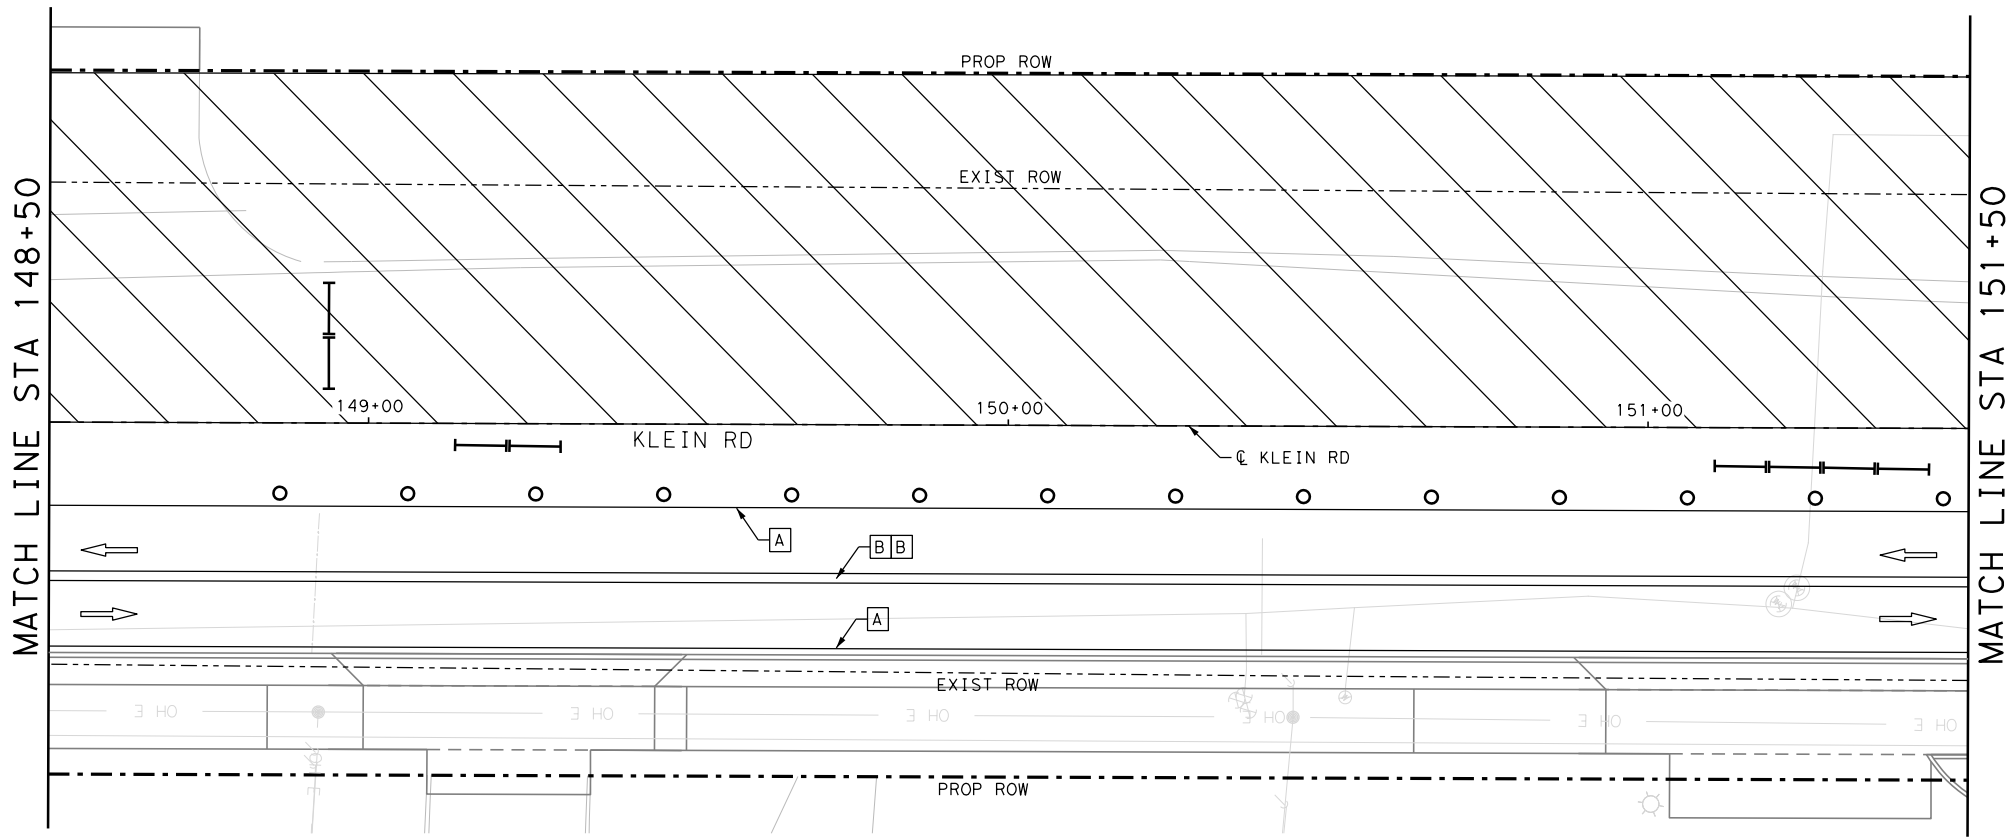 PROP ROW
EXIST ROW
MATCH LINE STA 148+50
MATCH LINE STA 151+50
149+00
150+00
151+00
KLEIN RD
℄ KLEIN RD
A
B B
A
EXIST ROW
OH E
OH E
OH E
OH E
OH E
OH E
OH E
PROP ROW